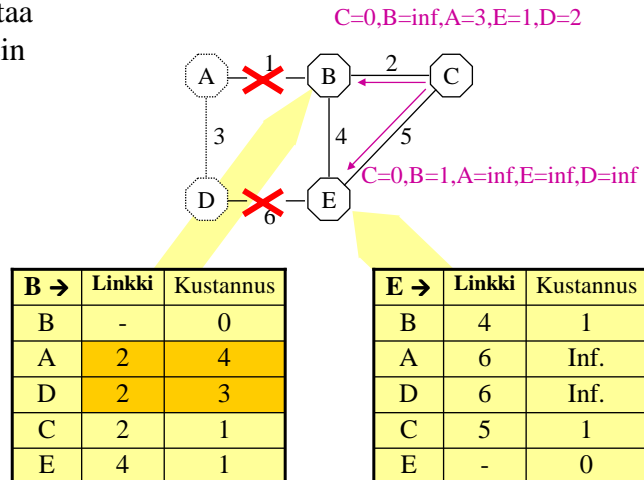 taa
in
C=0,B=inf,A=3,E=1,D=2
A 1 B 2 C
3 4 5
C=0,B=1,A=inf,E=inf,D=inf
D 6 E
B → Linkki Kustannus
B - 0
A 2 4
D 2 3
C 2 1
E 4 1
E → Linkki Kustannus
B 4 1
A 6 Inf.
D 6 Inf.
C 5 1
E - 0